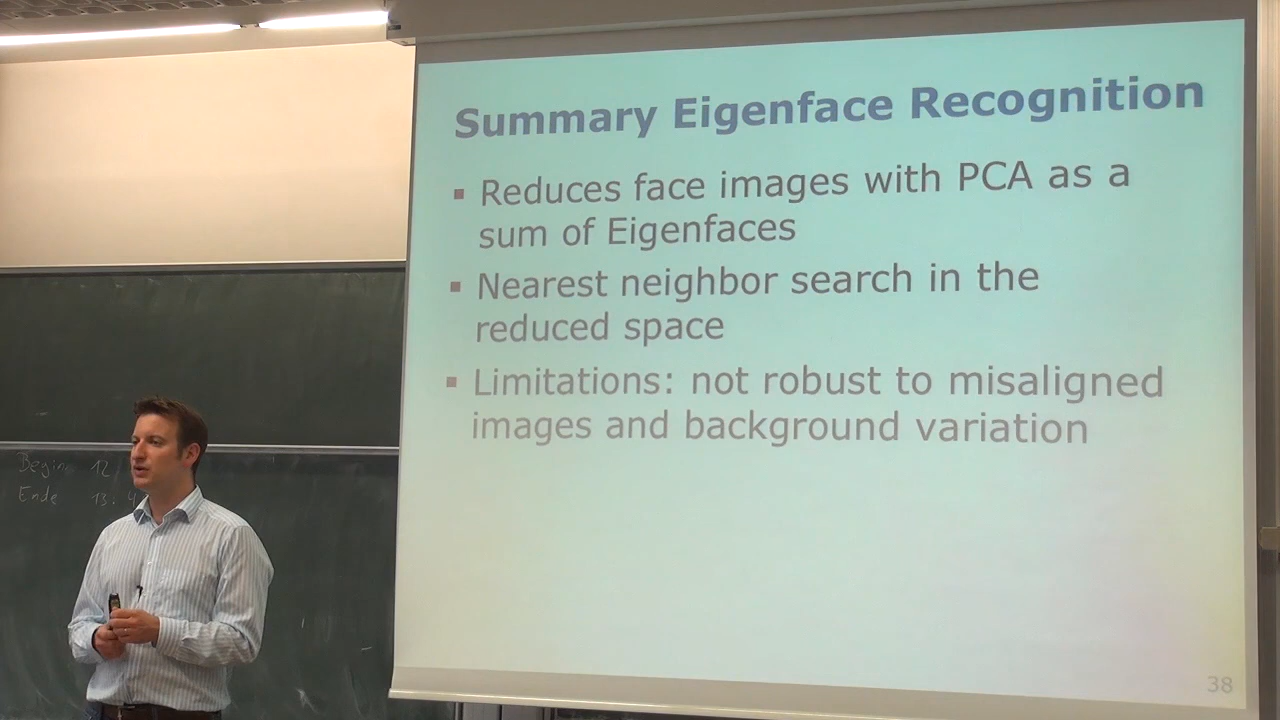 Summary Eigenface Recognition
▪ Reduces face images with PCA as a
sum of Eigenfaces
▪ Nearest neighbor search in the
reduced space
▪ Limitations: not robust to misaligned
images and background variation
38
Begin 12
Ende 13.4